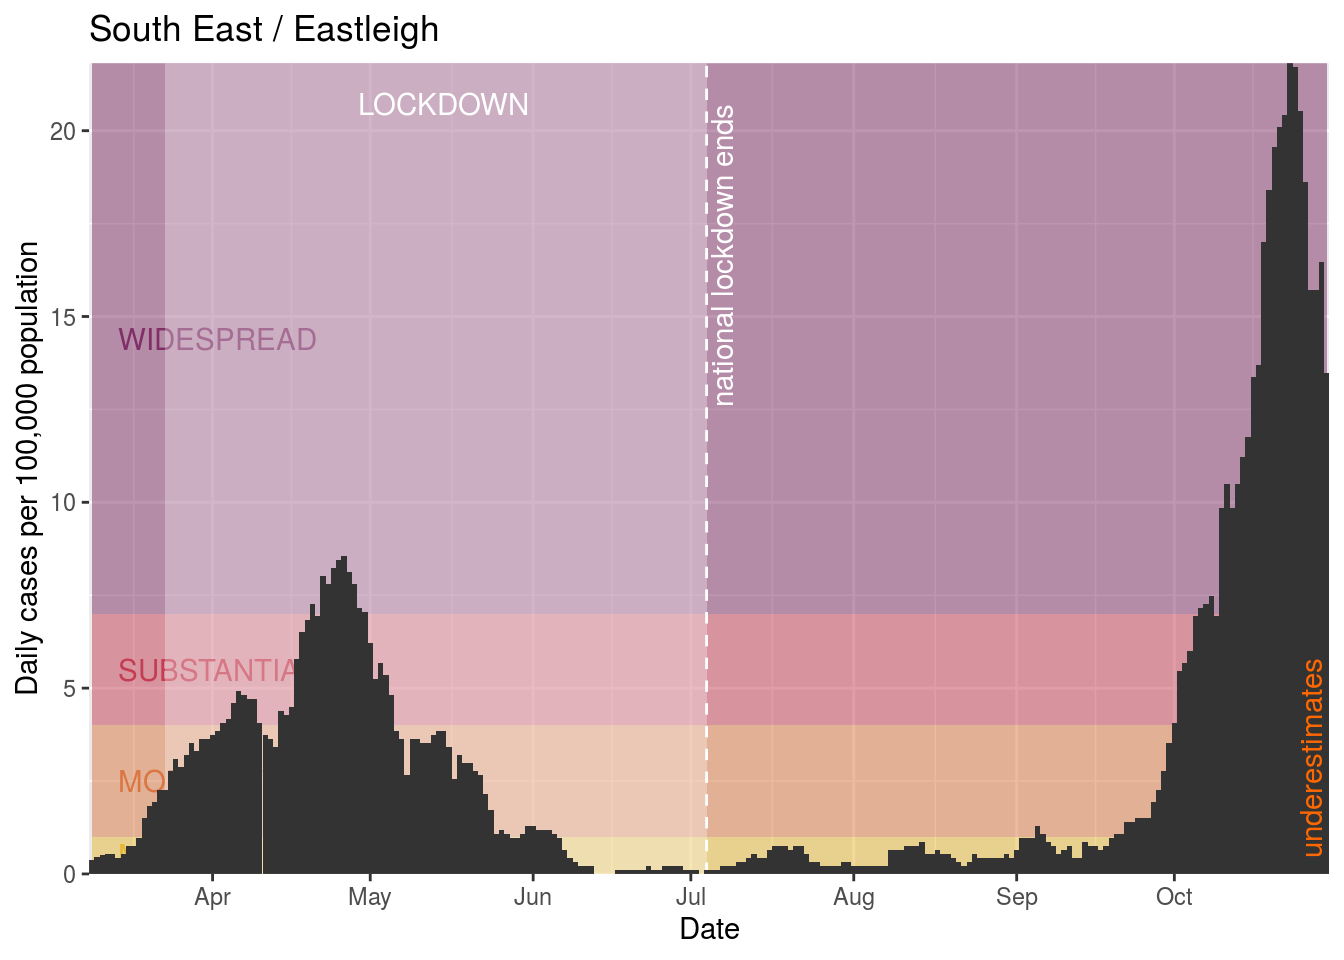 South East / Eastleigh
Daily cases per 100,000 population
20
15
10
5
0
LOCKDOWN
national lockdown ends
WIDESPREAD
SUBSTANTIA
MO
underestimates
Apr
May
Jun
Jul
Aug
Sep
Oct
Date